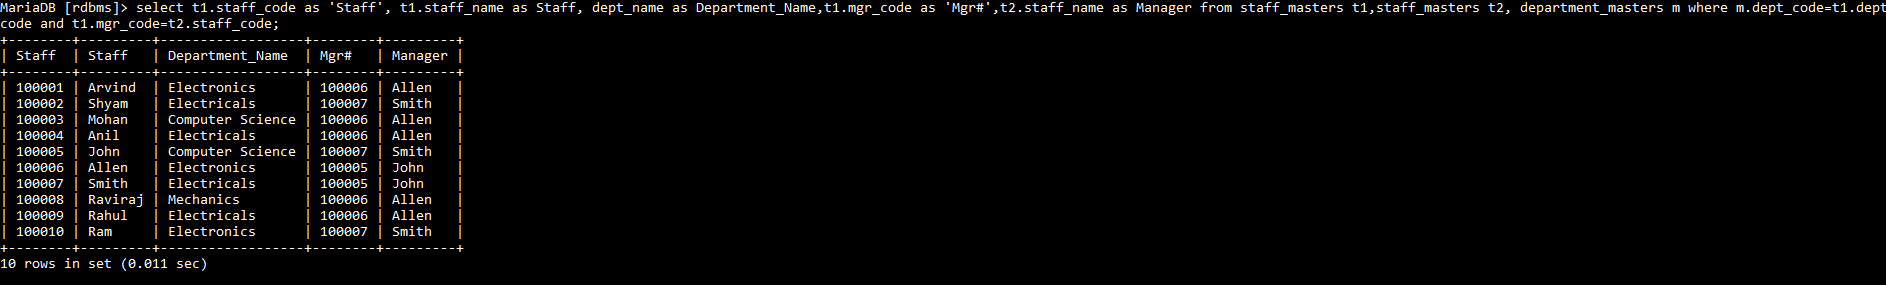 MariaDB [rdbms]> select t1.staff_code as 'Staff', t1.staff_name as Staff, dept_name as Department_Name,t1.mgr_code as 'Mgr#',t2.staff_name as Manager from staff_masters t1,staff_masters t2, department_masters m where m.dept_code=t1.dept_
code and t1.mgr_code=t2.staff_code;
+--------+---------+------------------+--------+---------+
| Staff  | Staff   | Department_Name  | Mgr#   | Manager |
+--------+---------+------------------+--------+---------+
| 100001 | Arvind  | Electronics      | 100006 | Allen   |
| 100002 | Shyam   | Electricals      | 100007 | Smith   |
| 100003 | Mohan   | Computer Science | 100006 | Allen   |
| 100004 | Anil    | Electricals      | 100006 | Allen   |
| 100005 | John    | Computer Science | 100007 | Smith   |
| 100006 | Allen   | Electronics      | 100005 | John    |
| 100007 | Smith   | Electricals      | 100005 | John    |
| 100008 | Raviraj | Mechanics        | 100006 | Allen   |
| 100009 | Rahul   | Electricals      | 100006 | Allen   |
| 100010 | Ram     | Electronics      | 100007 | Smith   |
+--------+---------+------------------+--------+---------+
10 rows in set (0.011 sec)